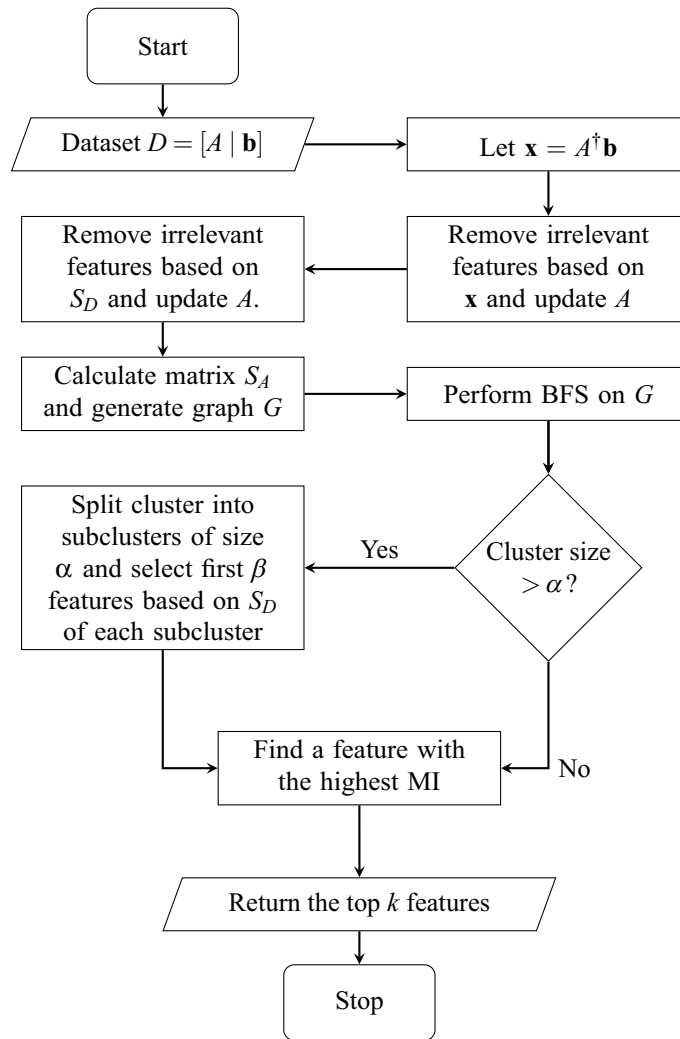 Start
Dataset D = [A | b]
Let x = A†b
Remove irrelevant
features based on
x and update A
Remove irrelevant
features based on
S_D and update A.
Calculate matrix S_A
and generate graph G
Perform BFS on G
Cluster size
> α?
Yes
Split cluster into
subclusters of size
α and select first β
features based on S_D
of each subcluster
No
Find a feature with
the highest MI
Return the top k features
Stop